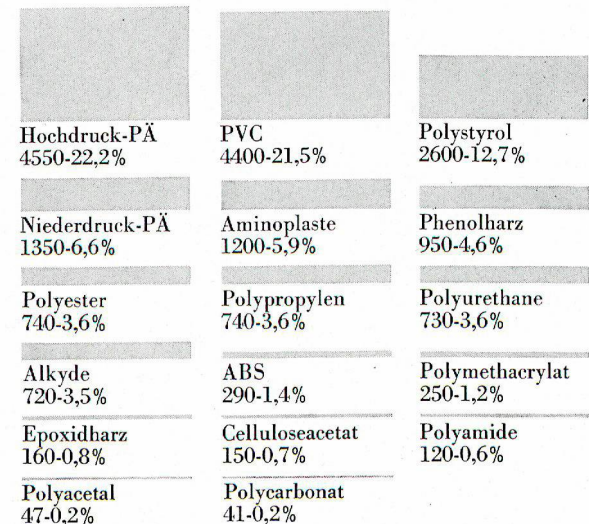 Hochdruck-PÄ
4550-22,2%
PVC
4400-21,5%
Polystyrol
2600-12,7%
Niederdruck-PÄ
1350-6,6%
Aminoplaste
1200-5,9%
Phenolharz
950-4,6%
Polyester
740-3,6%
Polypropylen
740-3,6%
Polyurethane
730-3,6%
Alkyde
720-3,5%
ABS
290-1,4%
Polymethacrylat
250-1,2%
Epoxidharz
160-0,8%
Celluloseacetat
150-0,7%
Polyamide
120-0,6%
Polyacetal
47-0,2%
Polycarbonat
41-0,2%